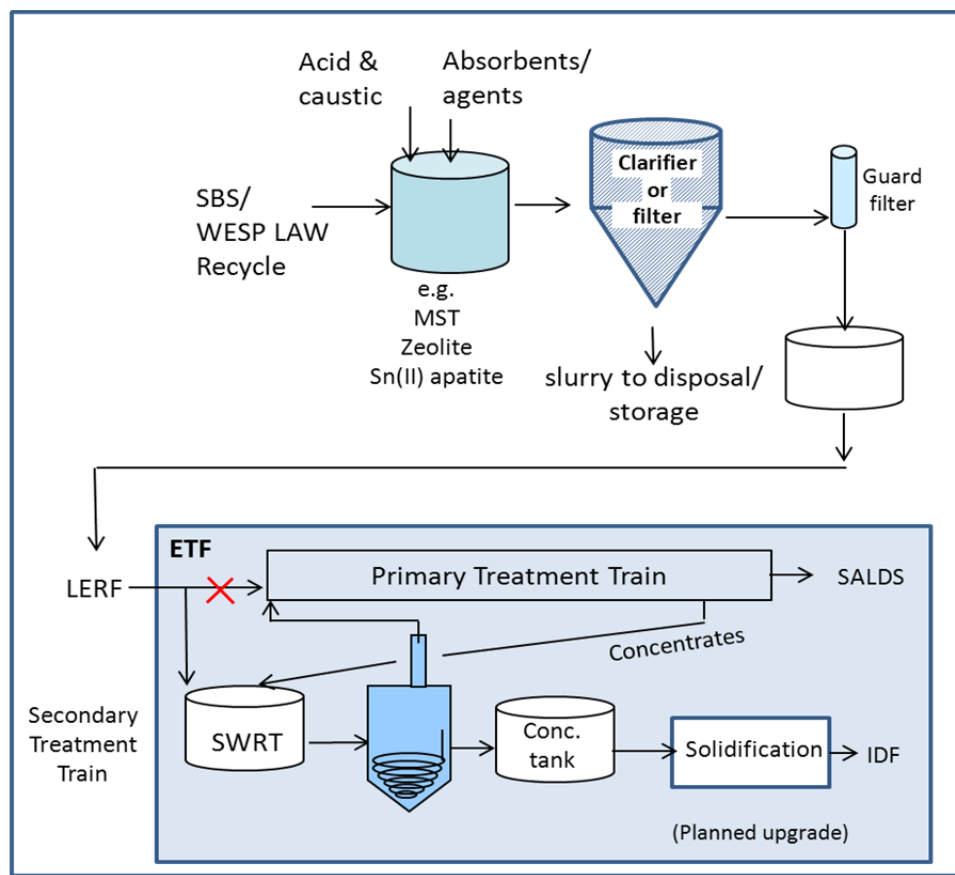 Acid &
caustic
Absorbents/
agents
SBS/
WESP LAW
Recycle
e.g.
MST
Zeolite
Sn(II) apatite
Clarifier
or
filter
Guard
filter
slurry to disposal/
storage
ETF
LERF
Primary Treatment Train
SALDS
Concentrates
Secondary
Treatment
Train
SWRT
Conc.
tank
Solidification
IDF
(Planned upgrade)